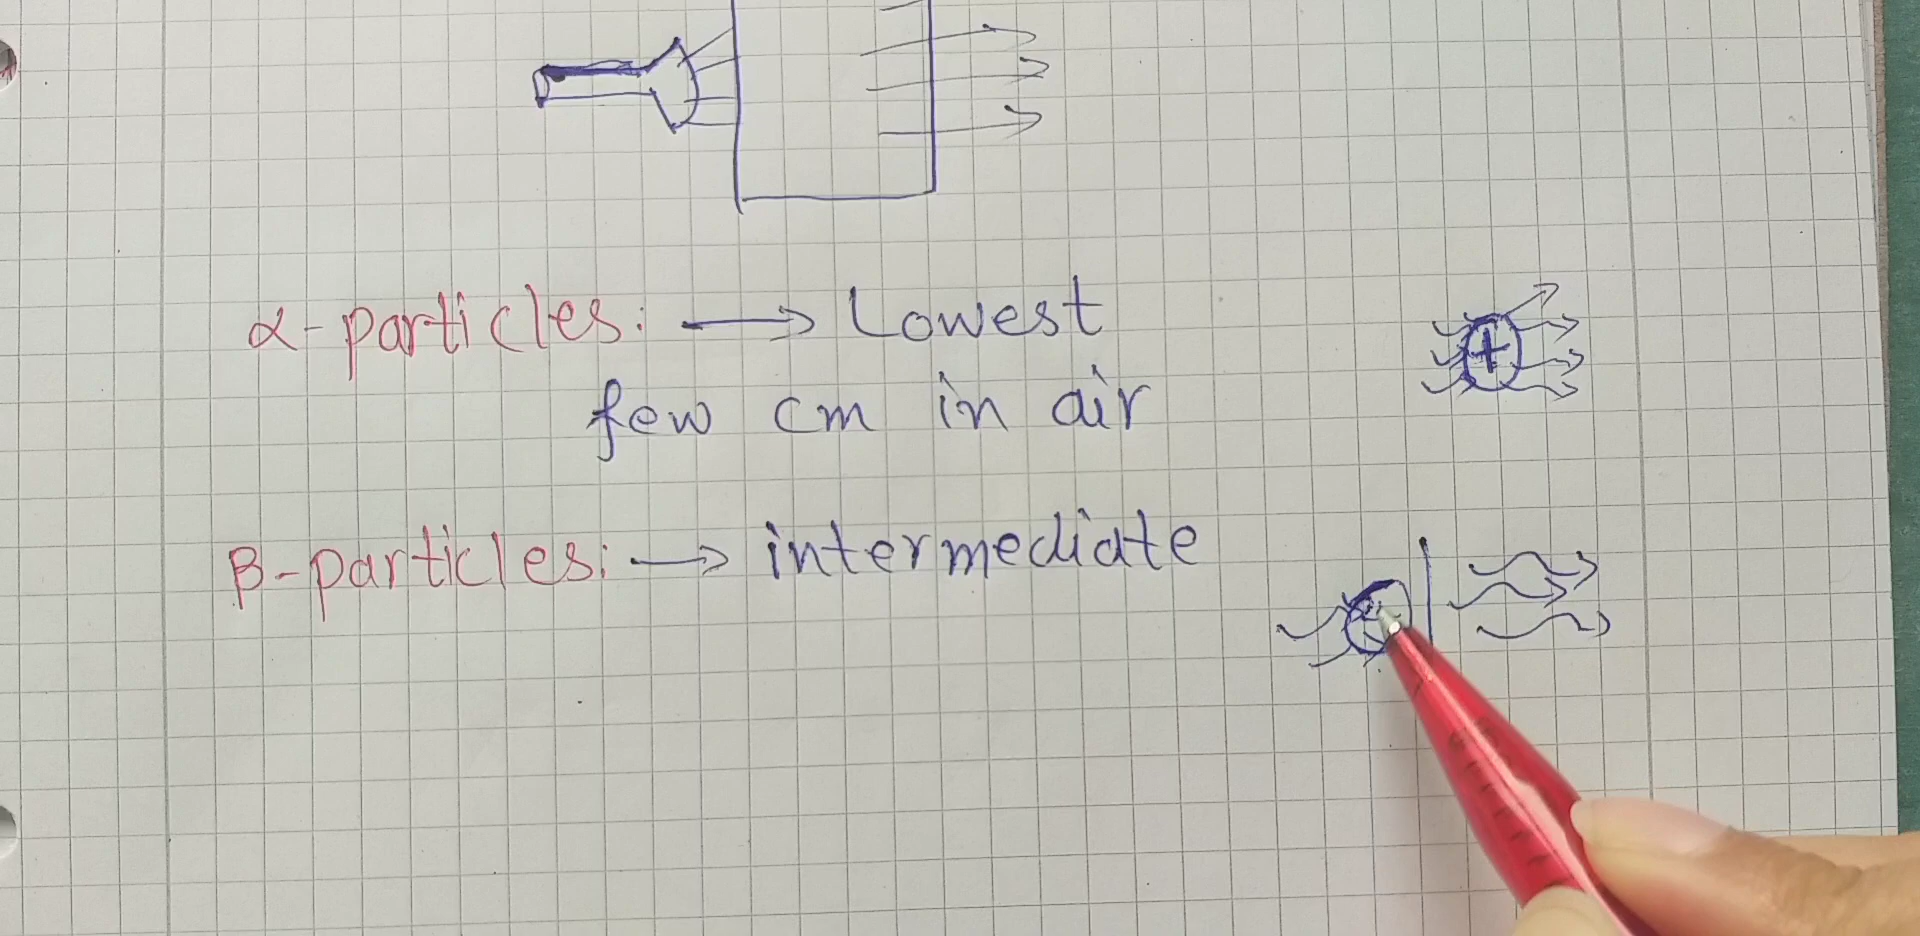 α-particles: → Lowest
few cm in air
+
β-particles: → intermediate